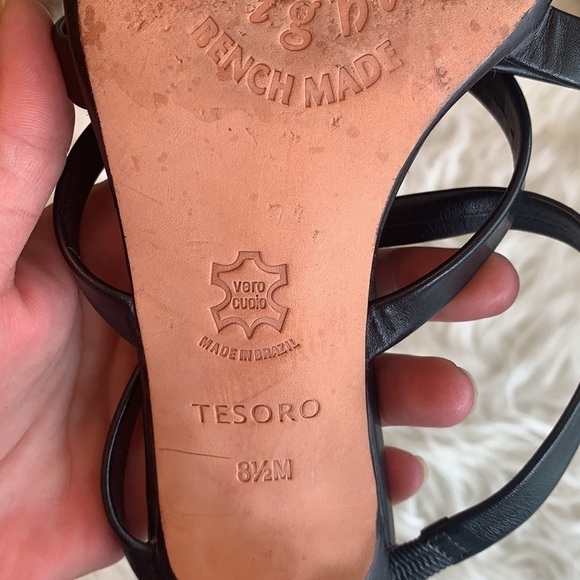 BENCH MADE
vero
cuoio
MADE IN BRAZIL
TESORO
8½M